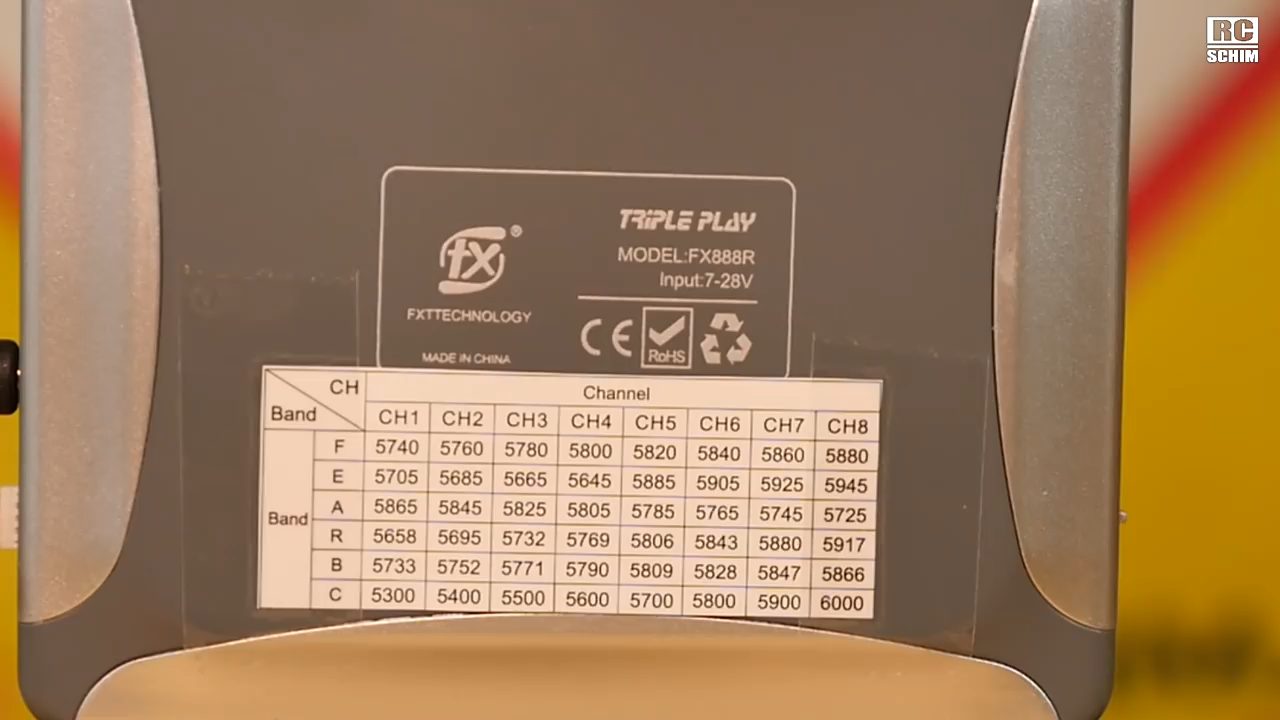 RC
SCHIM
fx®
FXTTECHNOLOGY
MADE IN CHINA
TRIPLE PLAY
MODEL:FX888R
Input:7-28V
CE
RoHS
CH
Band
Channel
CH1 CH2 CH3 CH4 CH5 CH6 CH7 CH8
Band
F 5740 5760 5780 5800 5820 5840 5860 5880
E 5705 5685 5665 5645 5885 5905 5925 5945
A 5865 5845 5825 5805 5785 5765 5745 5725
R 5658 5695 5732 5769 5806 5843 5880 5917
B 5733 5752 5771 5790 5809 5828 5847 5866
C 5300 5400 5500 5600 5700 5800 5900 6000